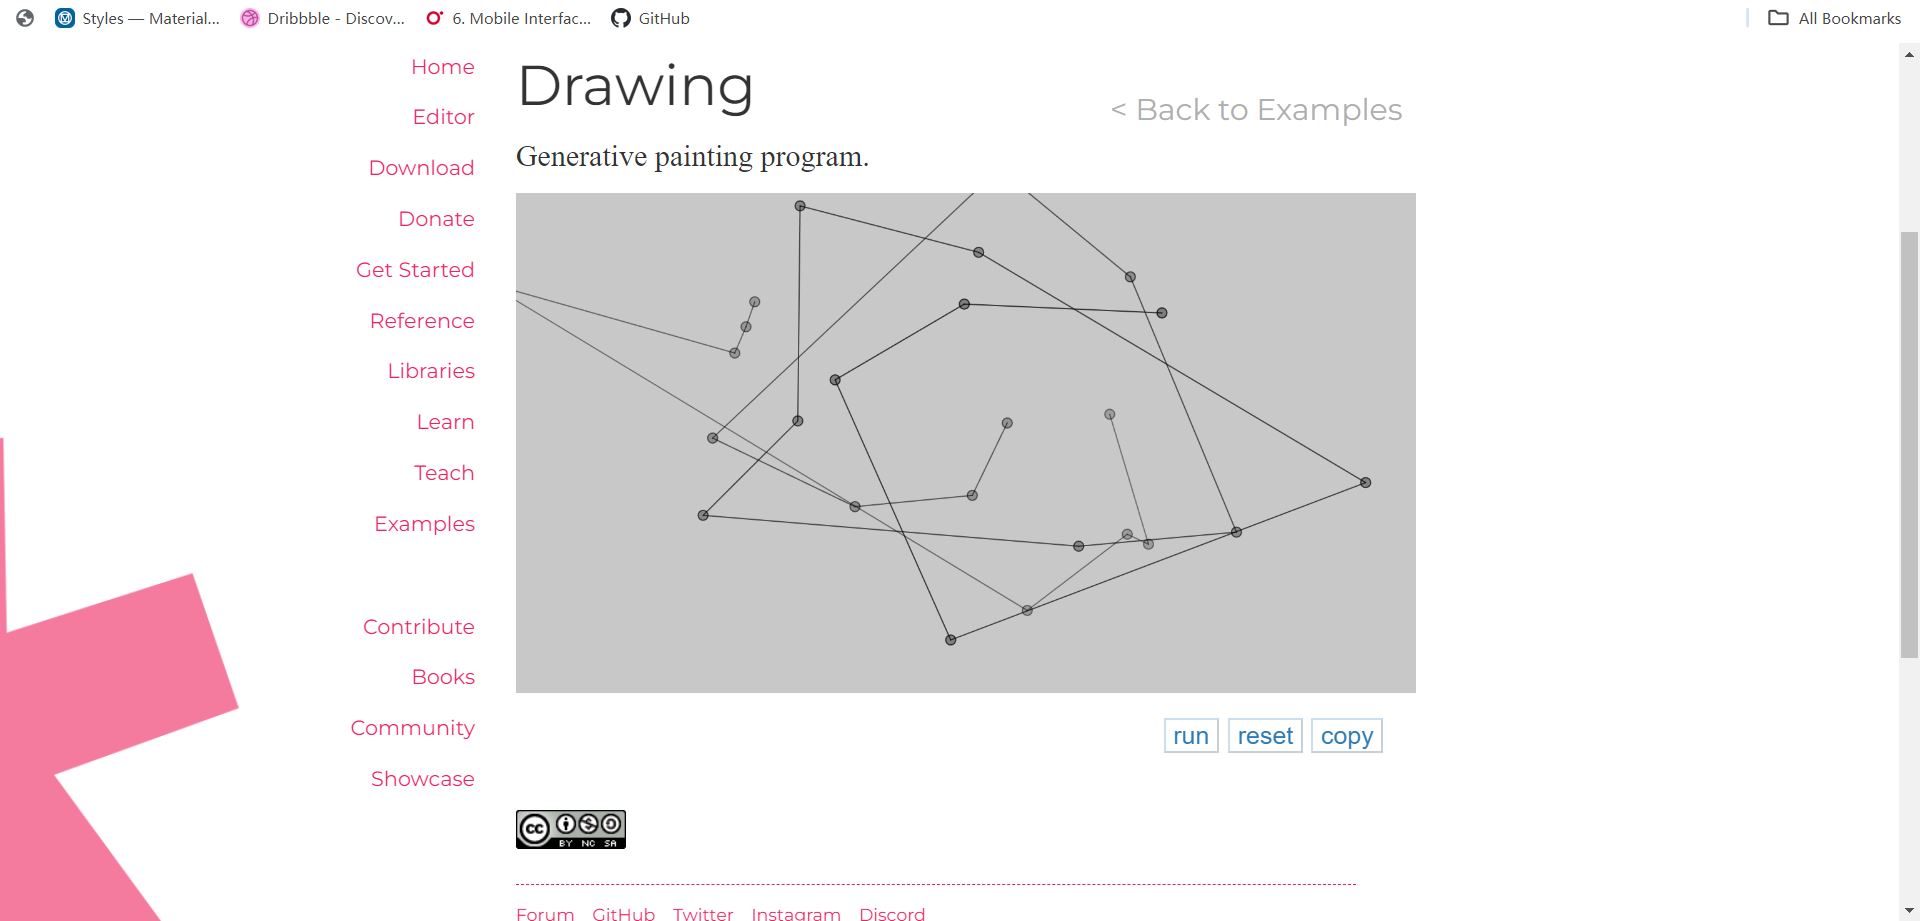 Styles — Material...
Dribbble - Discov...
6. Mobile Interfac...
GitHub
All Bookmarks
Home
Editor
Download
Donate
Get Started
Reference
Libraries
Learn
Teach
Examples
Contribute
Books
Community
Showcase
Drawing
< Back to Examples
Generative painting program.
run
reset
copy
cc
BY NC SA
Forum GitHub Twitter Instagram Discord